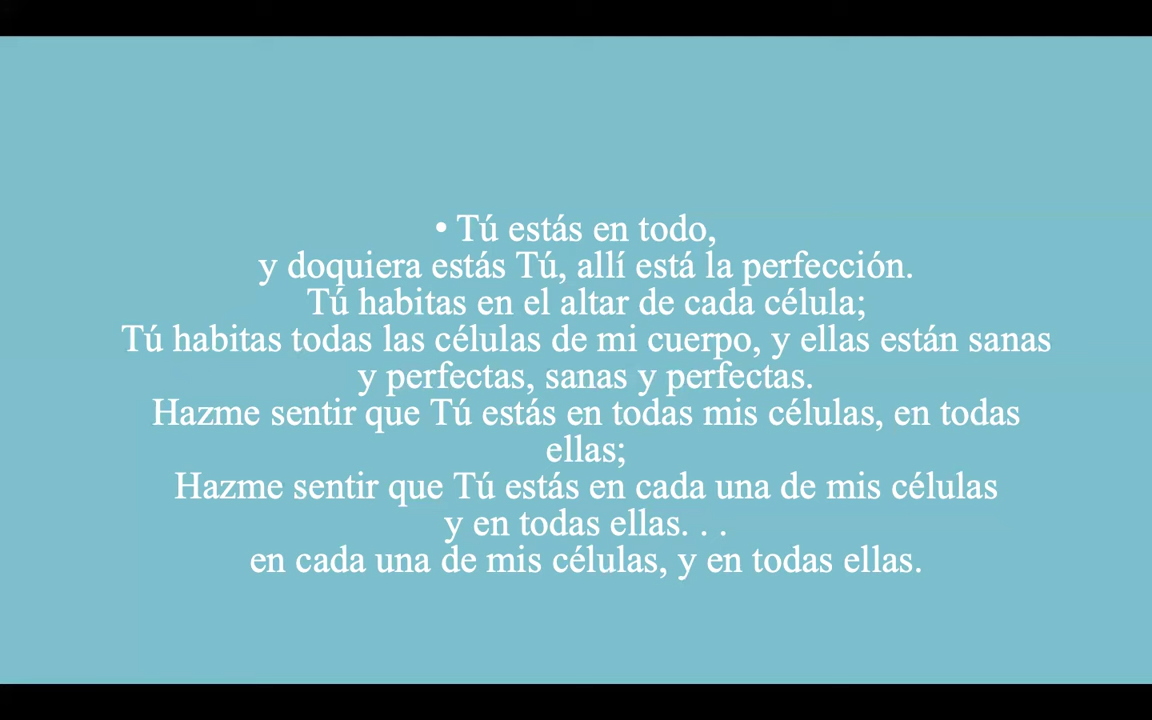 • Tú estás en todo,
y doquiera estás Tú, allí está la perfección.
Tú habitas en el altar de cada célula;
Tú habitas todas las células de mi cuerpo, y ellas están sanas
y perfectas, sanas y perfectas.
Hazme sentir que Tú estás en todas mis células, en todas
ellas;
Hazme sentir que Tú estás en cada una de mis células
y en todas ellas. . .
en cada una de mis células, y en todas ellas.